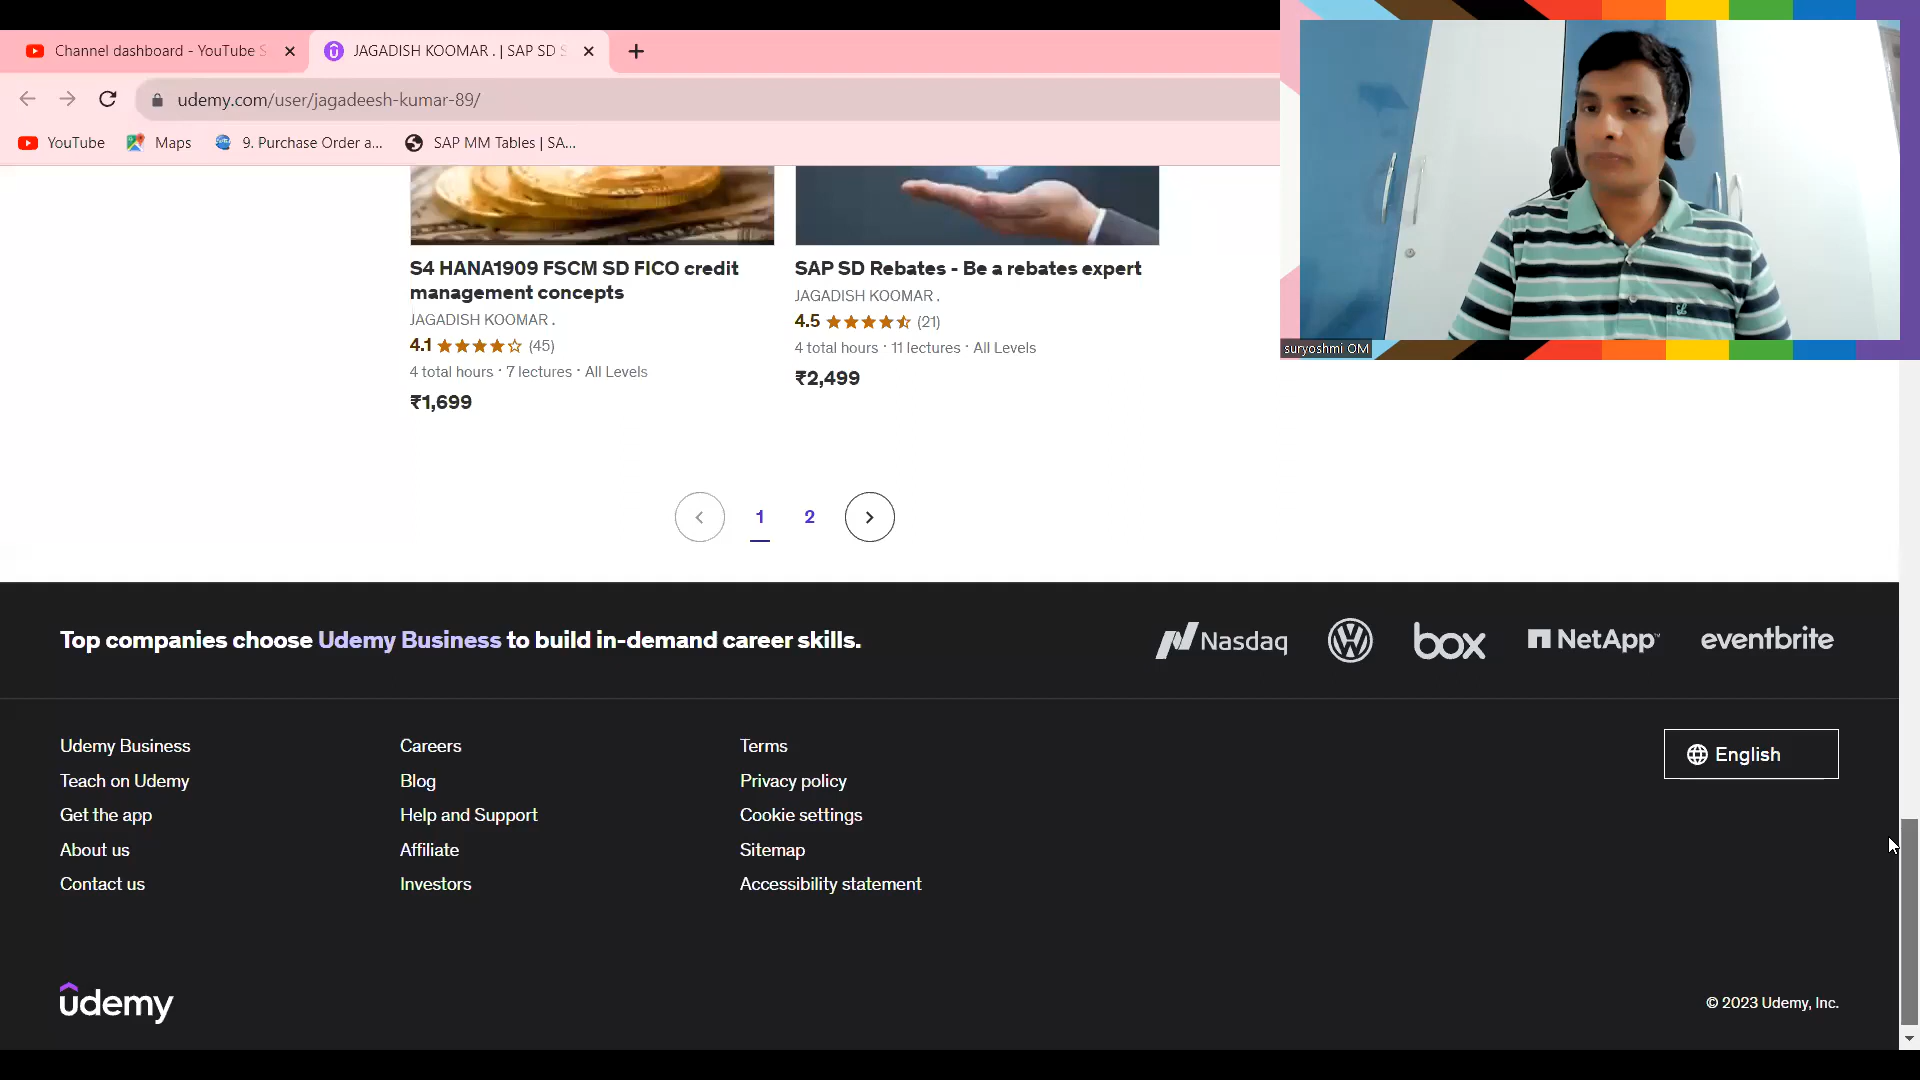 Channel dashboard - YouTube S
JAGADISH KOOMAR . | SAP SD S
udemy.com/user/jagadeesh-kumar-89/
YouTube
Maps
9. Purchase Order a...
SAP MM Tables | SA...
S4 HANA1909 FSCM SD FICO credit
management concepts
JAGADISH KOOMAR .
4.1 (45)
4 total hours · 7 lectures · All Levels
₹1,699
SAP SD Rebates - Be a rebates expert
JAGADISH KOOMAR .
4.5 (21)
4 total hours · 11 lectures · All Levels
₹2,499
suryoshmi OM
1 2
Top companies choose Udemy Business to build in-demand career skills.
Nasdaq
box
NetApp™
eventbrite
Udemy Business
Teach on Udemy
Get the app
About us
Contact us
Careers
Blog
Help and Support
Affiliate
Investors
Terms
Privacy policy
Cookie settings
Sitemap
Accessibility statement
English
udemy
© 2023 Udemy, Inc.